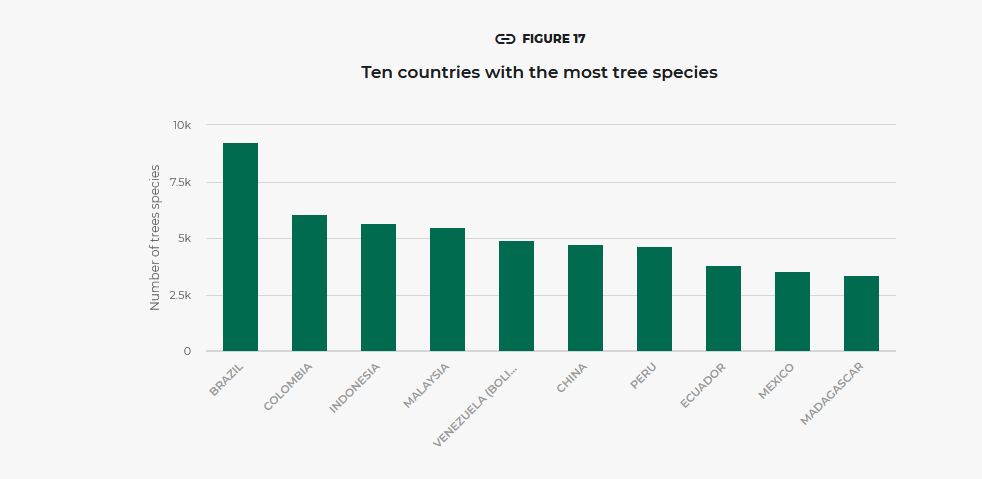 FIGURE 17
Ten countries with the most tree species
Number of trees species
10k
7.5k
5k
2.5k
0
BRAZIL
COLOMBIA
INDONESIA
MALAYSIA
VENEZUELA (BOLI...
CHINA
PERU
ECUADOR
MEXICO
MADAGASCAR